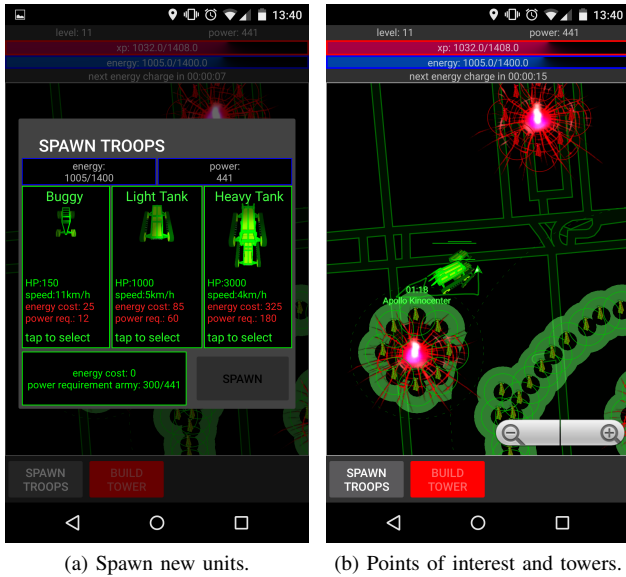 13:40
level: 11 power: 441
xp: 1032.0/1408.0
energy: 1005.0/1400.0
next energy charge in 00:00:07
SPAWN TROOPS
energy:
1005/1400
power:
441
Buggy
HP:150
speed:11km/h
energy cost: 25
power req.: 12
tap to select
Light Tank
HP:1000
speed:5km/h
energy cost: 85
power req.: 60
tap to select
Heavy Tank
HP:3000
speed:4km/h
energy cost: 325
power req.: 180
tap to select
energy cost: 0
power requirement army: 300/441
SPAWN
SPAWN
TROOPS
BUILD
TOWER
(a) Spawn new units.
13:40
level: 11 power: 441
xp: 1032.0/1408.0
energy: 1005.0/1400.0
next energy charge in 00:00:15
01:18
Apollo Kinocenter
SPAWN
TROOPS
BUILD
TOWER
(b) Points of interest and towers.